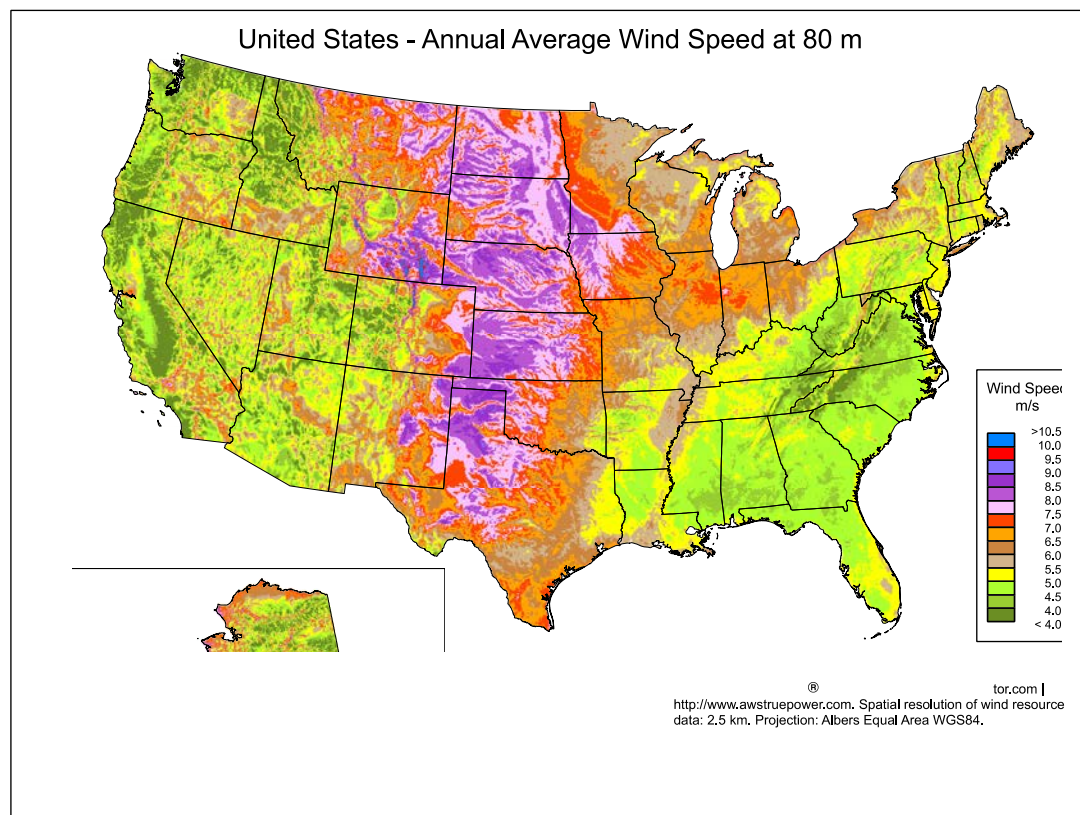 United States - Annual Average Wind Speed at 80 m
Wind Speed
m/s
>10.5
10.0
9.5
9.0
8.5
8.0
7.5
7.0
6.5
6.0
5.5
5.0
4.5
4.0
< 4.0
® tor.com |
http://www.awstruepower.com. Spatial resolution of wind resource
data: 2.5 km. Projection: Albers Equal Area WGS84.